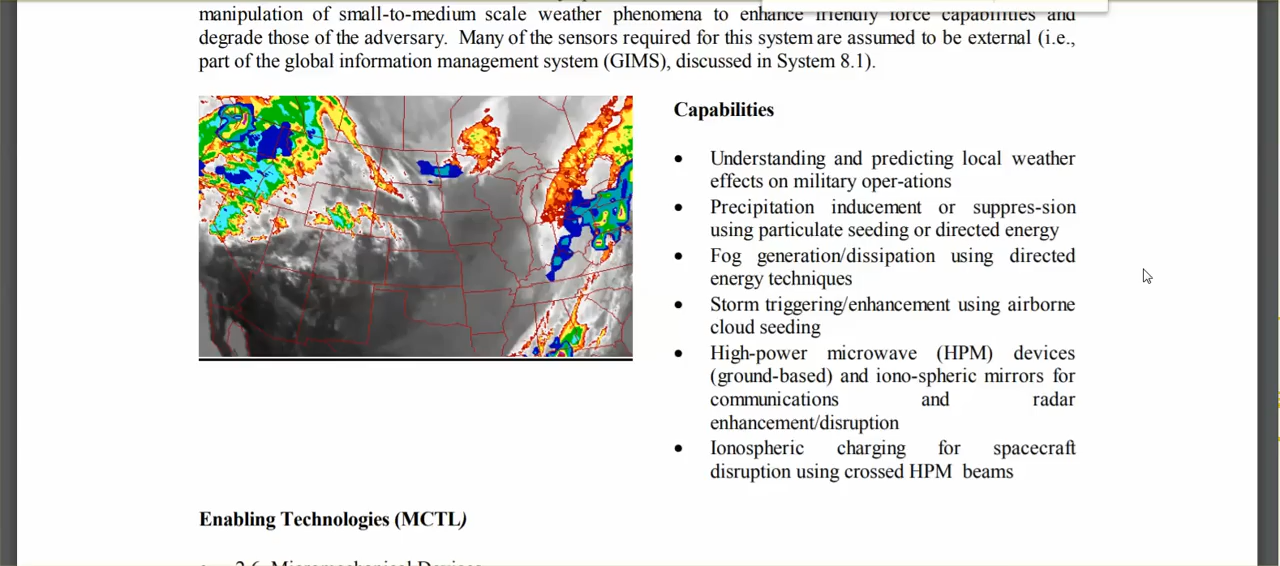 manipulation of small-to-medium scale weather phenomena to enhance friendly force capabilities and
degrade those of the adversary. Many of the sensors required for this system are assumed to be external (i.e.,
part of the global information management system (GIMS), discussed in System 8.1).
Capabilities
• Understanding and predicting local weather
effects on military oper-ations
• Precipitation inducement or suppres-sion
using particulate seeding or directed energy
• Fog generation/dissipation using directed
energy techniques
• Storm triggering/enhancement using airborne
cloud seeding
• High-power microwave (HPM) devices
(ground-based) and iono-spheric mirrors for
communications and radar
enhancement/disruption
• Ionospheric charging for spacecraft
disruption using crossed HPM beams
Enabling Technologies (MCTL)
• 2.6 Micromechanical Devices